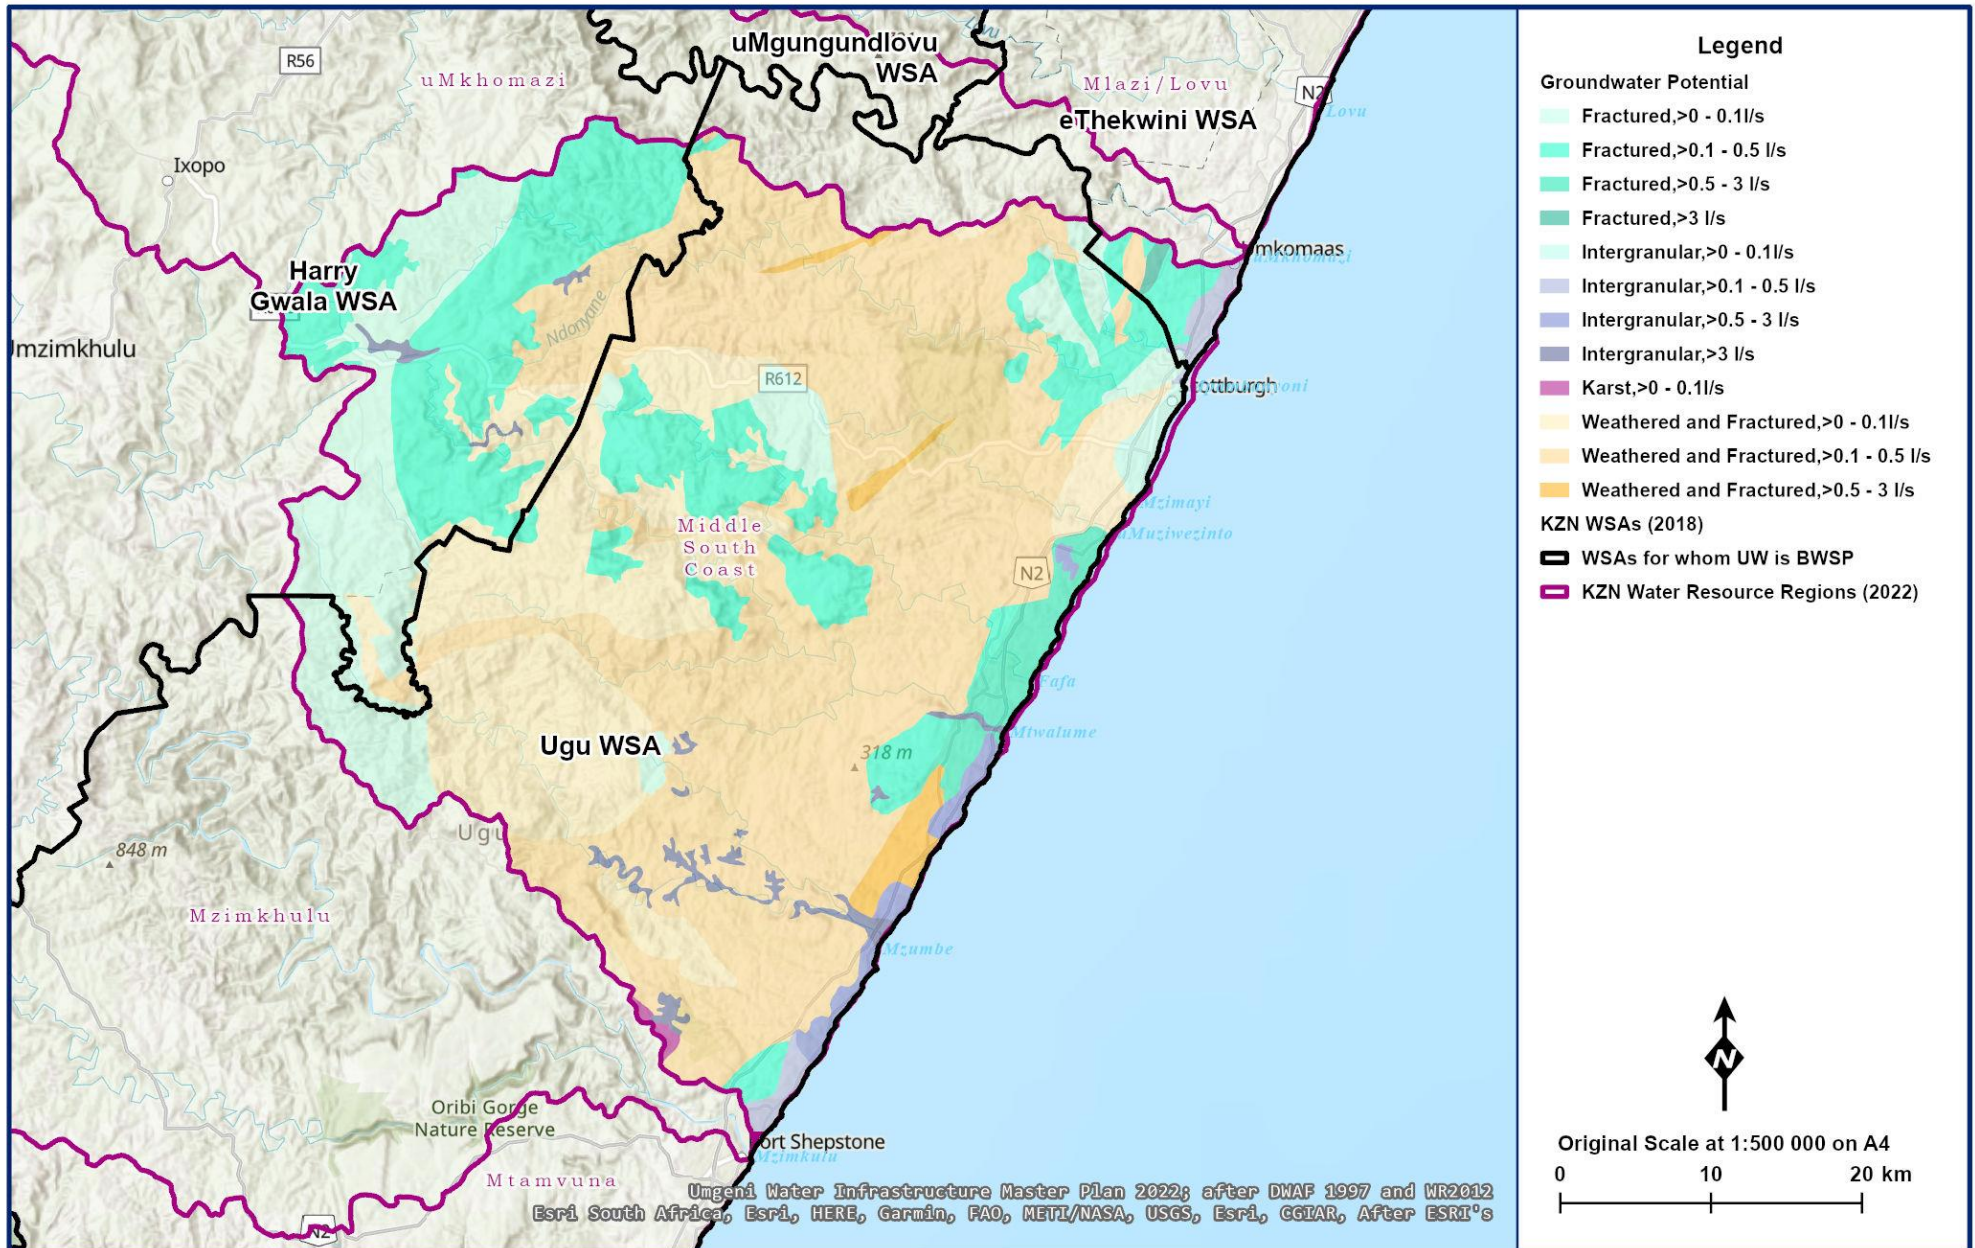 uMgungundlovu
WSA
Lovu
R56
uMkhomazi
Mlazi/Lovu
N2
Lovu
eThekwini WSA
Ixopo
Harry
Gwala WSA
mkomaas
uMkhomazi
Ndonyane
Umzimkhulu
R612
ottburgh
Mzimayi
uMuziwezinto
Middle
South
Coast
N2
Fafa
Mtwalume
Ugu WSA
318 m
Ugu
848 m
Mzimkhulu
Mzumbe
Oribi Gorge
Nature Reserve
ort Shepstone
Mzimkulu
Mtamvuna
N2
Umgeni Water Infrastructure Master Plan 2022; after DWAF 1997 and WR2012
Esri South Africa, Esri, HERE, Garmin, FAO, METI/NASA, USGS, Esri, CGIAR, After ESRI's
Legend
Groundwater Potential
Fractured,>0 - 0.1l/s
Fractured,>0.1 - 0.5 l/s
Fractured,>0.5 - 3 l/s
Fractured,>3 l/s
Intergranular,>0 - 0.1l/s
Intergranular,>0.1 - 0.5 l/s
Intergranular,>0.5 - 3 l/s
Intergranular,>3 l/s
Karst,>0 - 0.1l/s
Weathered and Fractured,>0 - 0.1l/s
Weathered and Fractured,>0.1 - 0.5 l/s
Weathered and Fractured,>0.5 - 3 l/s
KZN WSAs (2018)
WSAs for whom UW is BWSP
KZN Water Resource Regions (2022)
N
Original Scale at 1:500 000 on A4
0 10 20 km